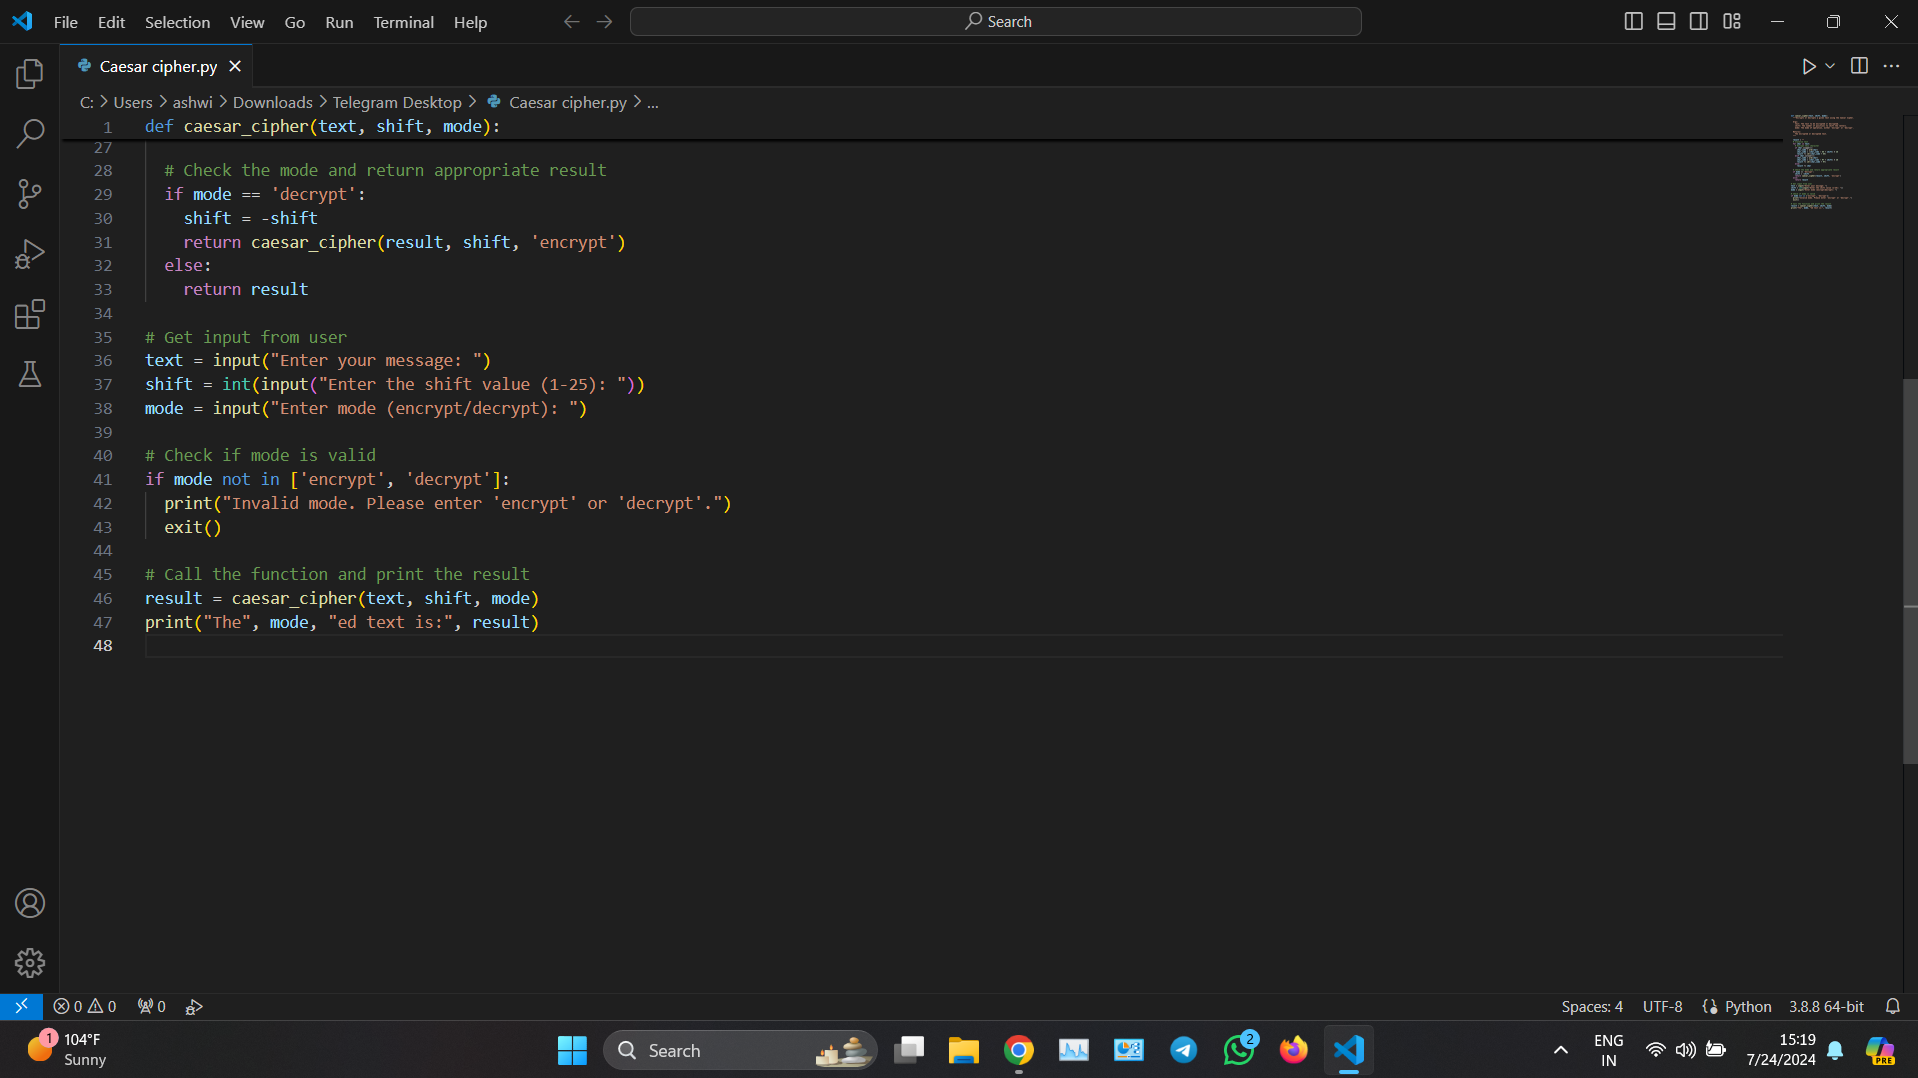 File Edit Selection View Go Run Terminal Help Search
Caesar cipher.py
C: Users ashwi Downloads Telegram Desktop Caesar cipher.py ...
1 def caesar_cipher(text, shift, mode):
27
28 # Check the mode and return appropriate result
29 if mode == 'decrypt':
30 shift = -shift
31 return caesar_cipher(result, shift, 'encrypt')
32 else:
33 return result
34
35 # Get input from user
36 text = input("Enter your message: ")
37 shift = int(input("Enter the shift value (1-25): "))
38 mode = input("Enter mode (encrypt/decrypt): ")
39
40 # Check if mode is valid
41 if mode not in ['encrypt', 'decrypt']:
42 print("Invalid mode. Please enter 'encrypt' or 'decrypt'.")
43 exit()
44
45 # Call the function and print the result
46 result = caesar_cipher(text, shift, mode)
47 print("The", mode, "ed text is:", result)
48
0 0 0 Spaces: 4 UTF-8 Python 3.8.8 64-bit
1 104°F
Sunny
Search
2
ENG
IN
15:19
7/24/2024
PRE